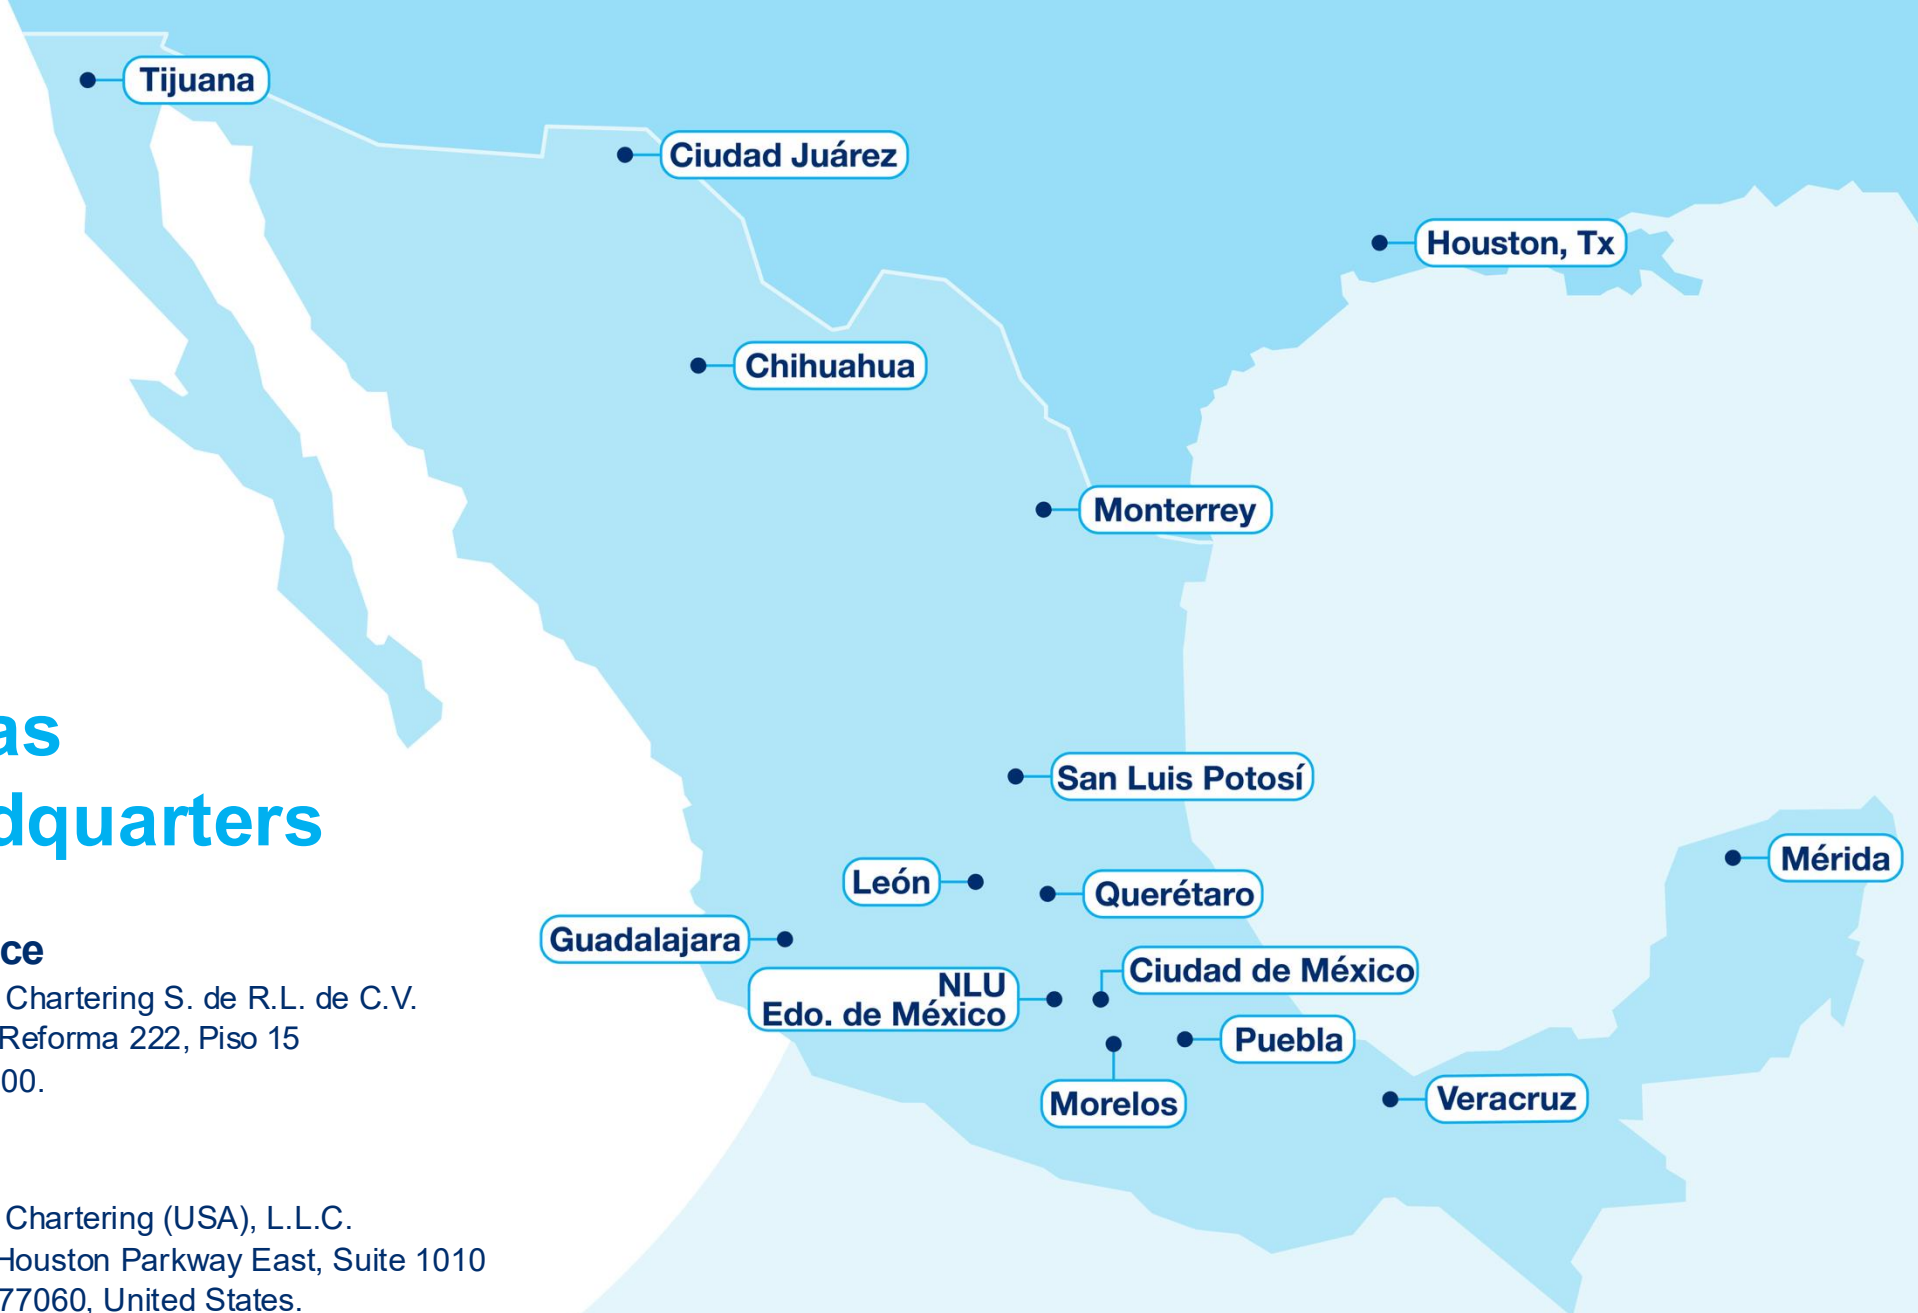 Tijuana
Ciudad Juárez
Houston, Tx
Chihuahua
Monterrey
San Luis Potosí
Mérida
León
Querétaro
Guadalajara
Ciudad de México
NLU
Edo. de México
Puebla
Morelos
Veracruz
as
dquarters
ce
Chartering S. de R.L. de C.V.
Reforma 222, Piso 15
00.
Chartering (USA), L.L.C.
Houston Parkway East, Suite 1010
77060, United States.